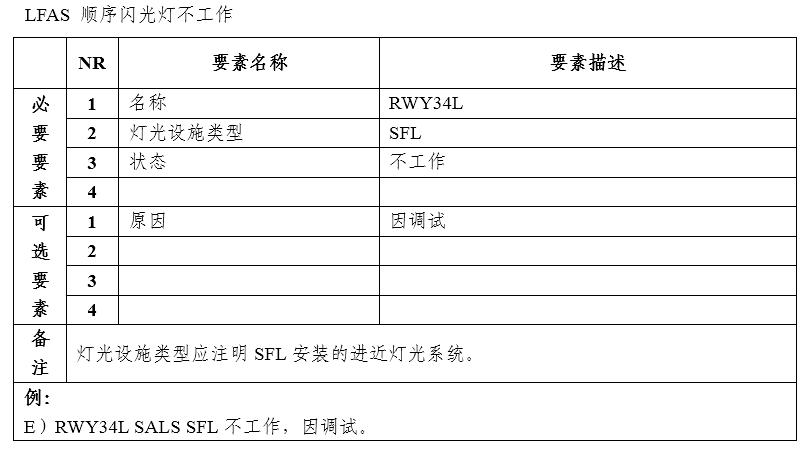 LFAS 顺序闪光灯不工作
NR 要素名称 要素描述
必要要素
1 名称 RWY34L
2 灯光设施类型 SFL
3 状态 不工作
4
可选要素
1 原因 因调试
2
3
4
备注 灯光设施类型应注明 SFL 安装的进近灯光系统。
例：
E）RWY34L SALS SFL 不工作，因调试。